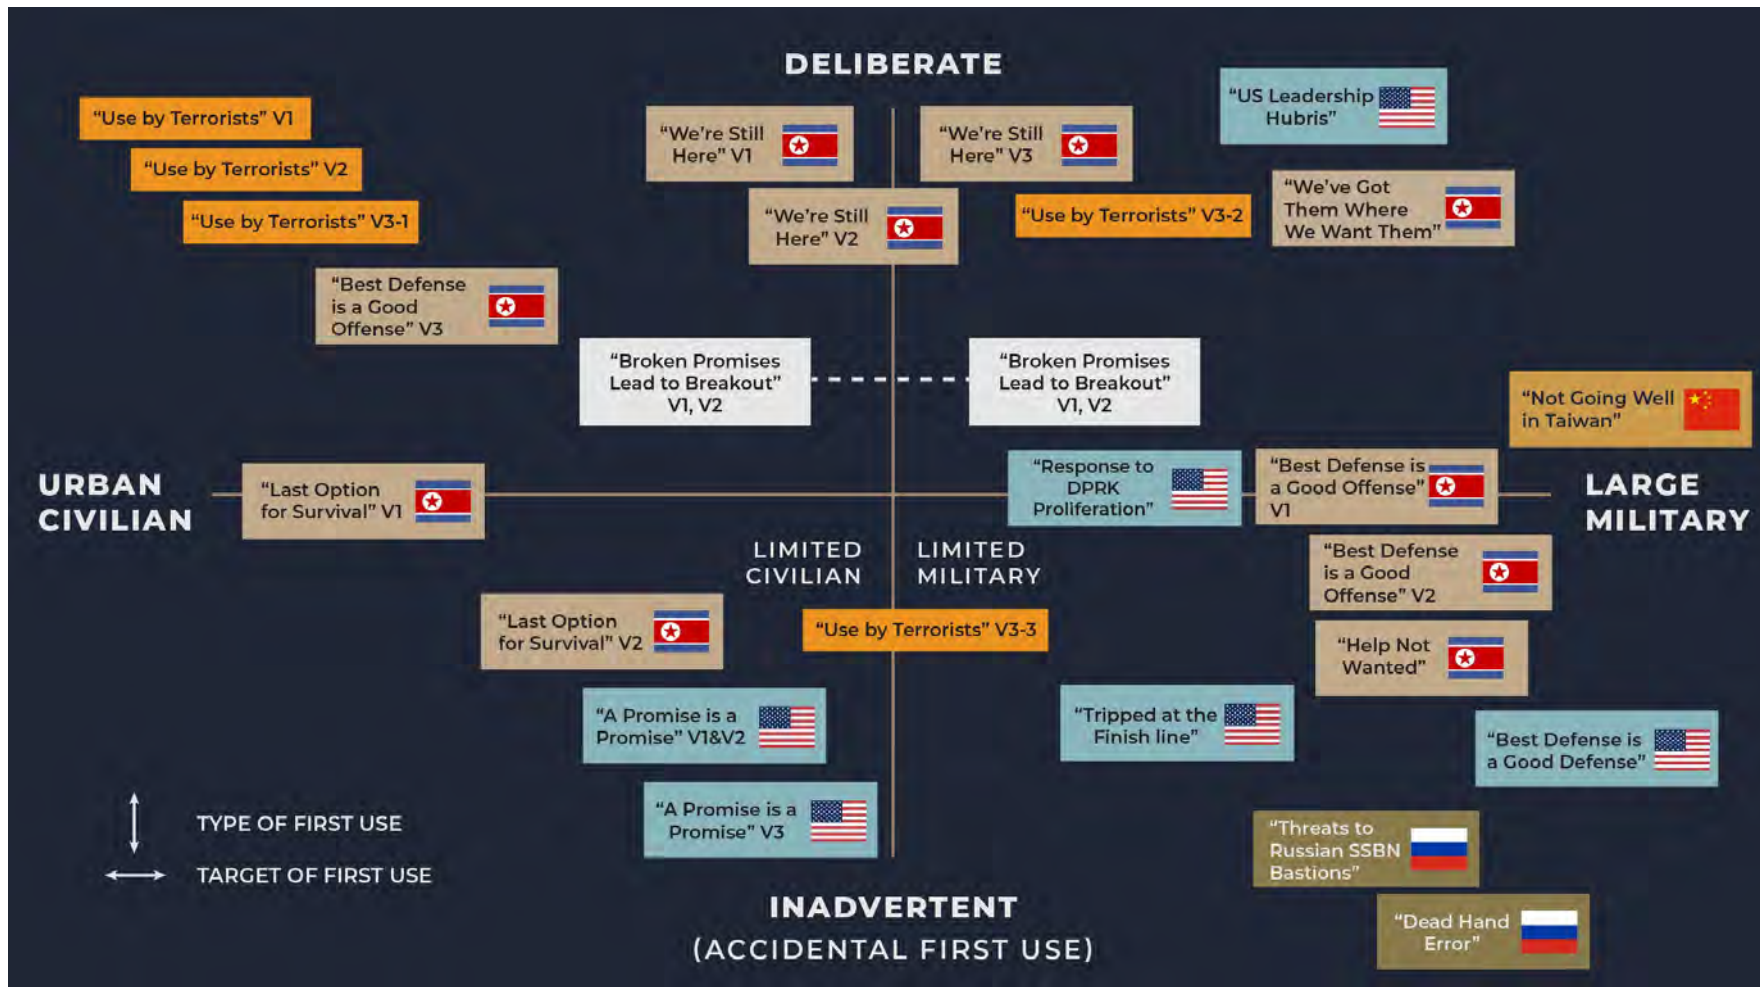 DELIBERATE
“US Leadership
Hubris”
“Use by Terrorists” V1
“We’re Still
Here” V1
“We’re Still
Here” V3
“Use by Terrorists” V2
“Use by Terrorists” V3-1
“We’re Still
Here” V2
“Use by Terrorists” V3-2
“We’ve Got
Them Where
We Want Them”
“Best Defense
is a Good
Offense” V3
“Broken Promises
Lead to Breakout”
V1, V2
“Broken Promises
Lead to Breakout”
V1, V2
“Not Going Well
in Taiwan”
URBAN
CIVILIAN
“Last Option
for Survival” V1
“Response to
DPRK
Proliferation”
“Best Defense is
a Good Offense”
V1
LARGE
MILITARY
LIMITED
CIVILIAN
LIMITED
MILITARY
“Best Defense
is a Good
Offense” V2
“Last Option
for Survival” V2
“Use by Terrorists” V3-3
“Help Not
Wanted”
“A Promise is a
Promise” V1&V2
“Tripped at the
Finish line”
“Best Defense is
a Good Defense”
“A Promise is a
Promise” V3
“Threats to
Russian SSBN
Bastions”
TYPE OF FIRST USE
TARGET OF FIRST USE
INADVERTENT
(ACCIDENTAL FIRST USE)
“Dead Hand
Error”